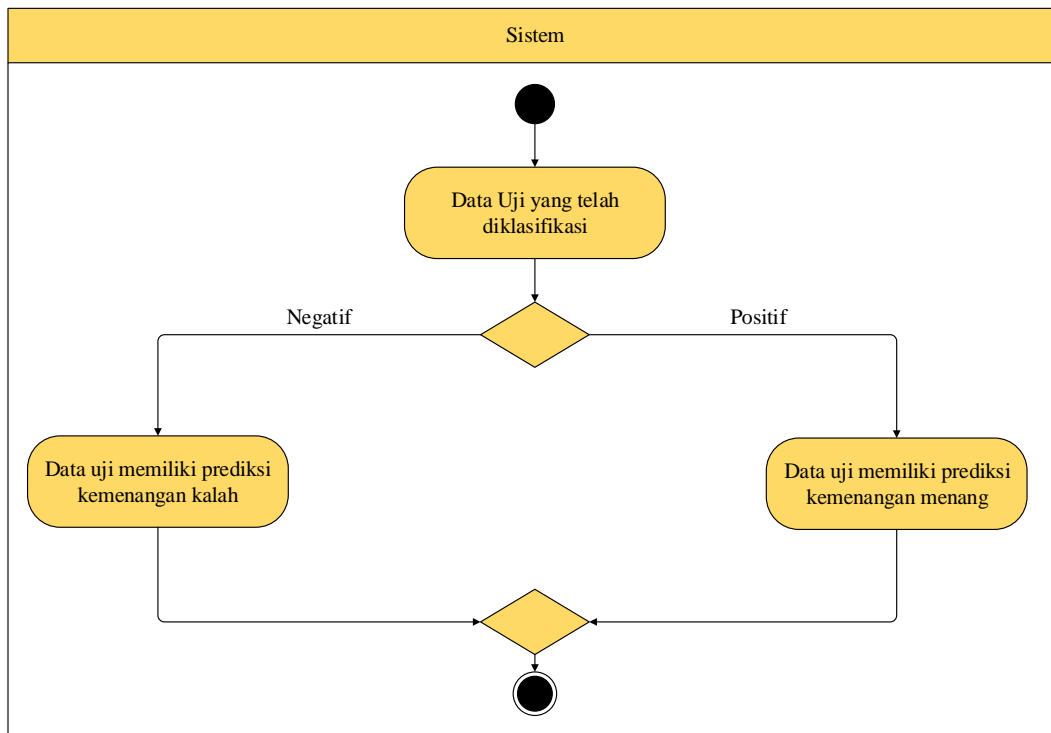 Sistem
Data Uji yang telah
diklasifikasi
Negatif
Positif
Data uji memiliki prediksi
kemenangan kalah
Data uji memiliki prediksi
kemenangan menang